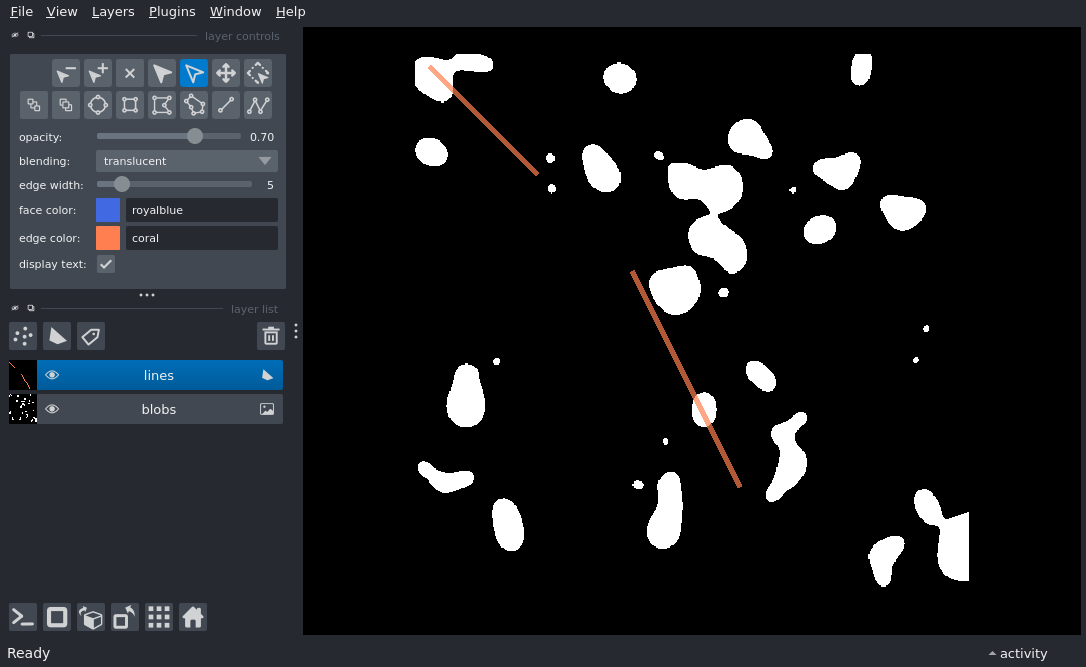 File View Layers Plugins Window Help
layer controls
opacity: 0.70
blending: translucent
edge width: 5
face color: royalblue
edge color: coral
display text:
layer list
lines
blobs
Ready
activity